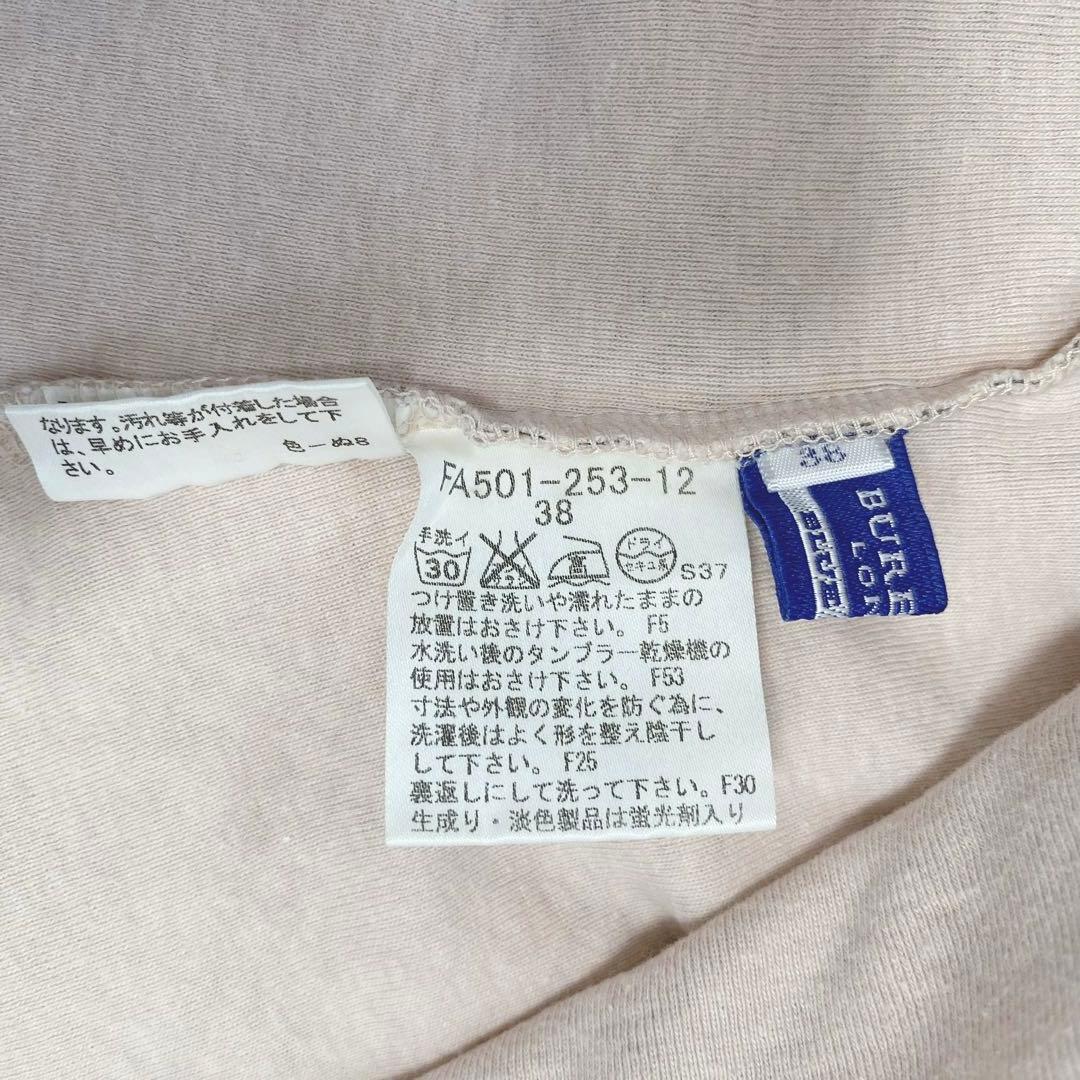 なります。汚れ等が付着した場合
は、早めにお手入れをして下
さい。
色ーぬ8
FA501-253-12
38
手洗イ
30
エンソ
高
ドライ
セキユ系
S37
つけ置き洗いや濡れたままの
放置はおさけ下さい。 F5
水洗い後のタンブラー乾燥機の
使用はおさけ下さい。 F53
寸法や外観の変化を防ぐ為に、
洗濯後はよく形を整え陰干し
して下さい。 F25
裏返しにして洗って下さい。F30
生成り・淡色製品は蛍光剤入り
38
BURB
LON